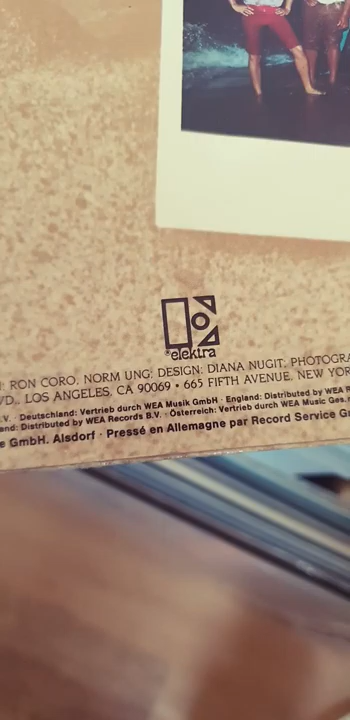 elektra
: RON CORO, NORM UNG; DESIGN: DIANA NUGIT; PHOTOGRA
VD., LOS ANGELES, CA 90069 • 665 FIFTH AVENUE, NEW YOR
.V. · Deutschland: Vertrieb durch WEA Musik GmbH · England: Distributed by WEA R
and: Distributed by WEA Records B.V. · Österreich: Vertrieb durch WEA Music Ges.
e GmbH. Alsdorf · Pressé en Allemagne par Record Service G